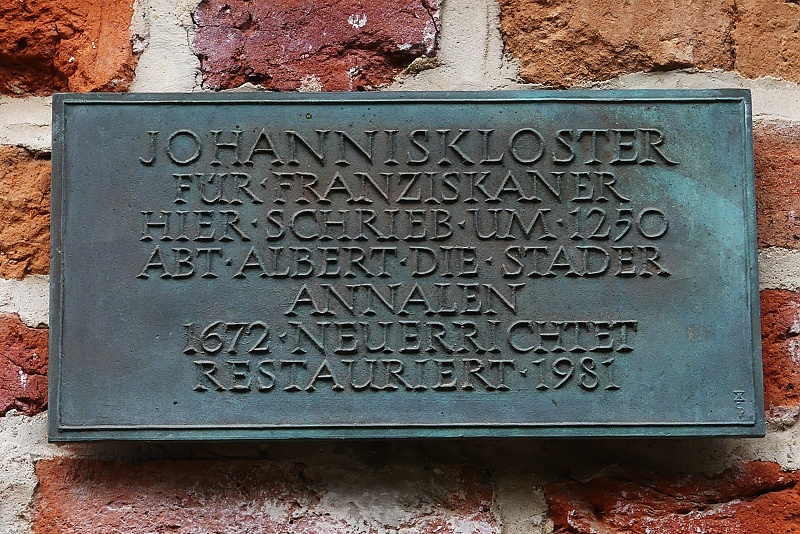 JOHANNISKLOSTER
FÜR·FRANZISKANER
HIER·SCHRIEB·UM·1250
ABT·ALBERT·DIE·STADER
ANNALEN
1672·NEUERRICHTET
RESTAURIERT·1981